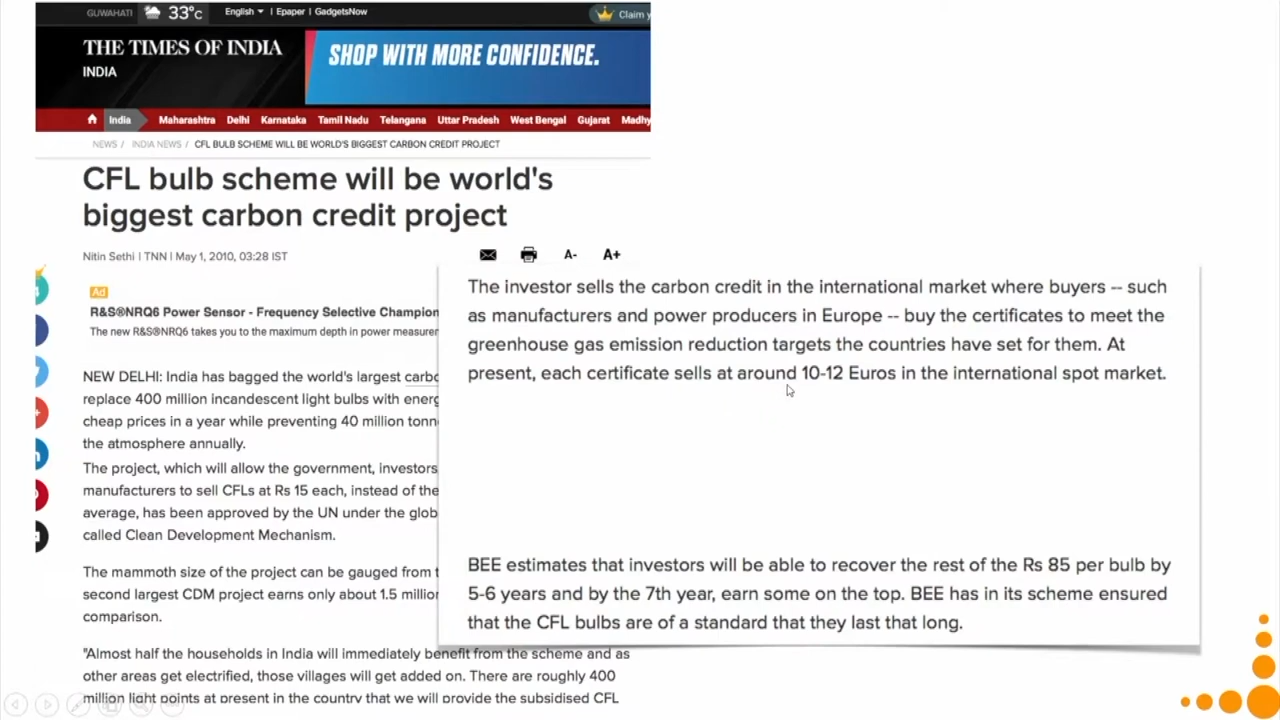 GUWAHATI 33°C English | Epaper | GadgetsNow Claim y
THE TIMES OF INDIA
INDIA
SHOP WITH MORE CONFIDENCE.
India Maharashtra Delhi Karnataka Tamil Nadu Telangana Uttar Pradesh West Bengal Gujarat Madhy
NEWS / INDIA NEWS / CFL BULB SCHEME WILL BE WORLD'S BIGGEST CARBON CREDIT PROJECT
CFL bulb scheme will be world's
biggest carbon credit project
Nitin Sethi | TNN | May 1, 2010, 03:28 IST
A- A+
Ad
R&S®NRQ6 Power Sensor - Frequency Selective Champion
The new R&S®NRQ6 takes you to the maximum depth in power measurer
NEW DELHI: India has bagged the world's largest carbo
replace 400 million incandescent light bulbs with energ
cheap prices in a year while preventing 40 million tonn
the atmosphere annually.
The project, which will allow the government, investors
manufacturers to sell CFLs at Rs 15 each, instead of the
average, has been approved by the UN under the glob
called Clean Development Mechanism.
The mammoth size of the project can be gauged from t
second largest CDM project earns only about 1.5 million
comparison.
"Almost half the households in India will immediately benefit from the scheme and as
other areas get electrified, those villages will get added on. There are roughly 400
million light points at present in the country that we will provide the subsidised CFL
The investor sells the carbon credit in the international market where buyers -- such
as manufacturers and power producers in Europe -- buy the certificates to meet the
greenhouse gas emission reduction targets the countries have set for them. At
present, each certificate sells at around 10-12 Euros in the international spot market.
BEE estimates that investors will be able to recover the rest of the Rs 85 per bulb by
5-6 years and by the 7th year, earn some on the top. BEE has in its scheme ensured
that the CFL bulbs are of a standard that they last that long.